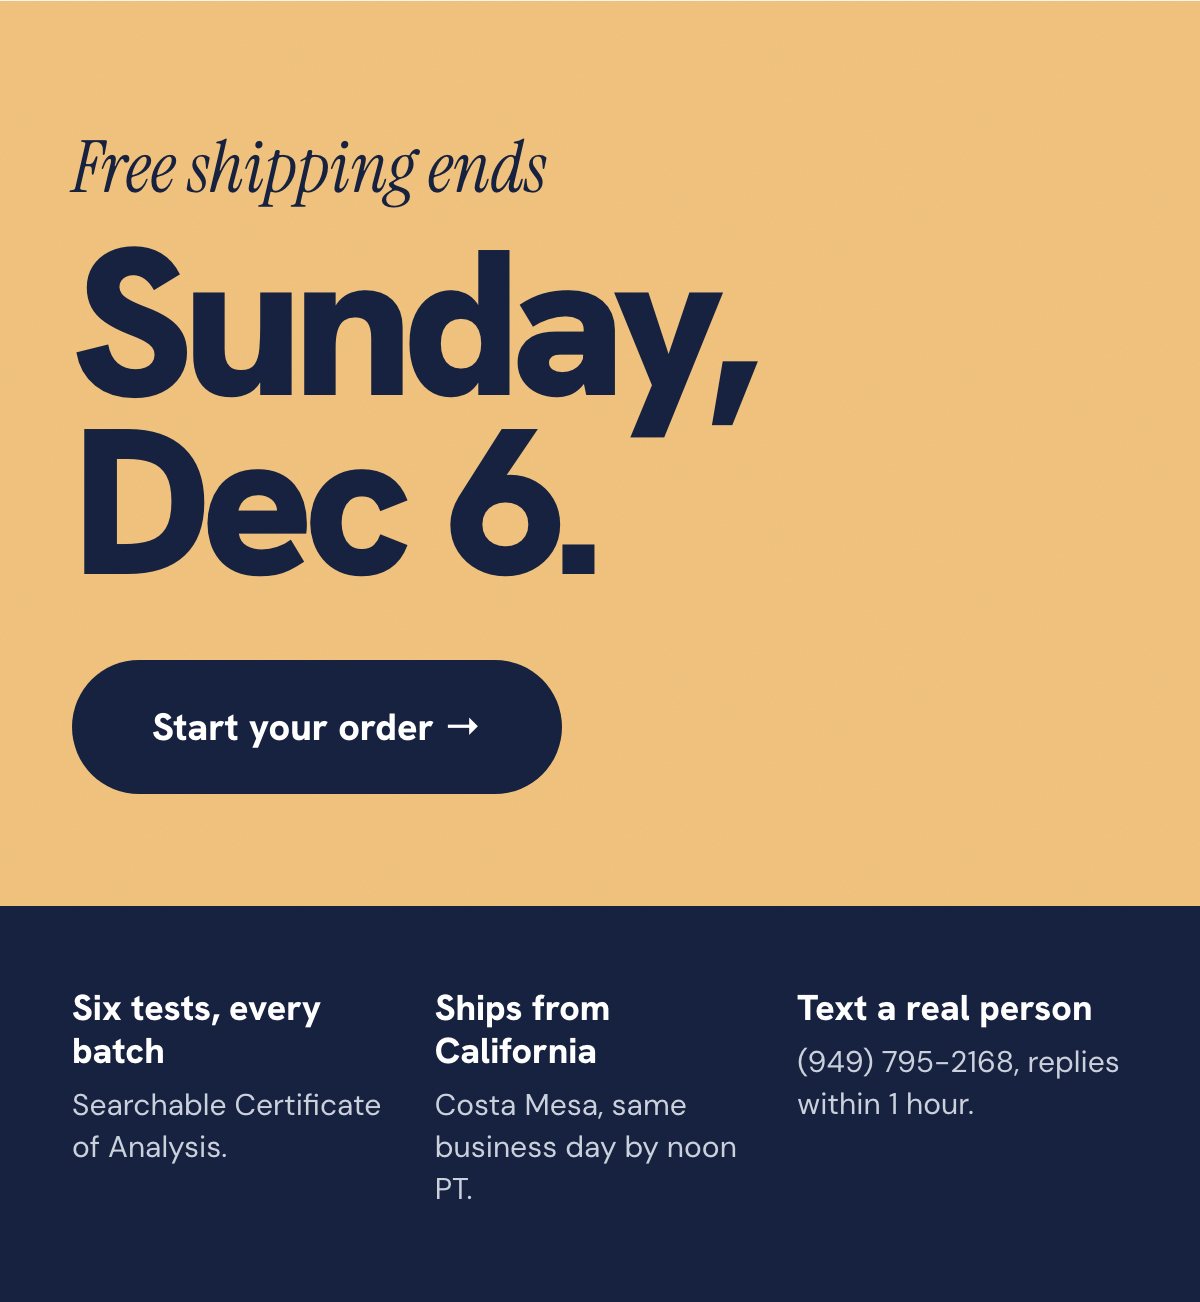 Free shipping ends
Sunday,
Dec 6.
Start your order →
Six tests, every
batch
Searchable Certificate
of Analysis.
Ships from
California
Costa Mesa, same
business day by noon
PT.
Text a real person
(949) 795-2168, replies
within 1 hour.